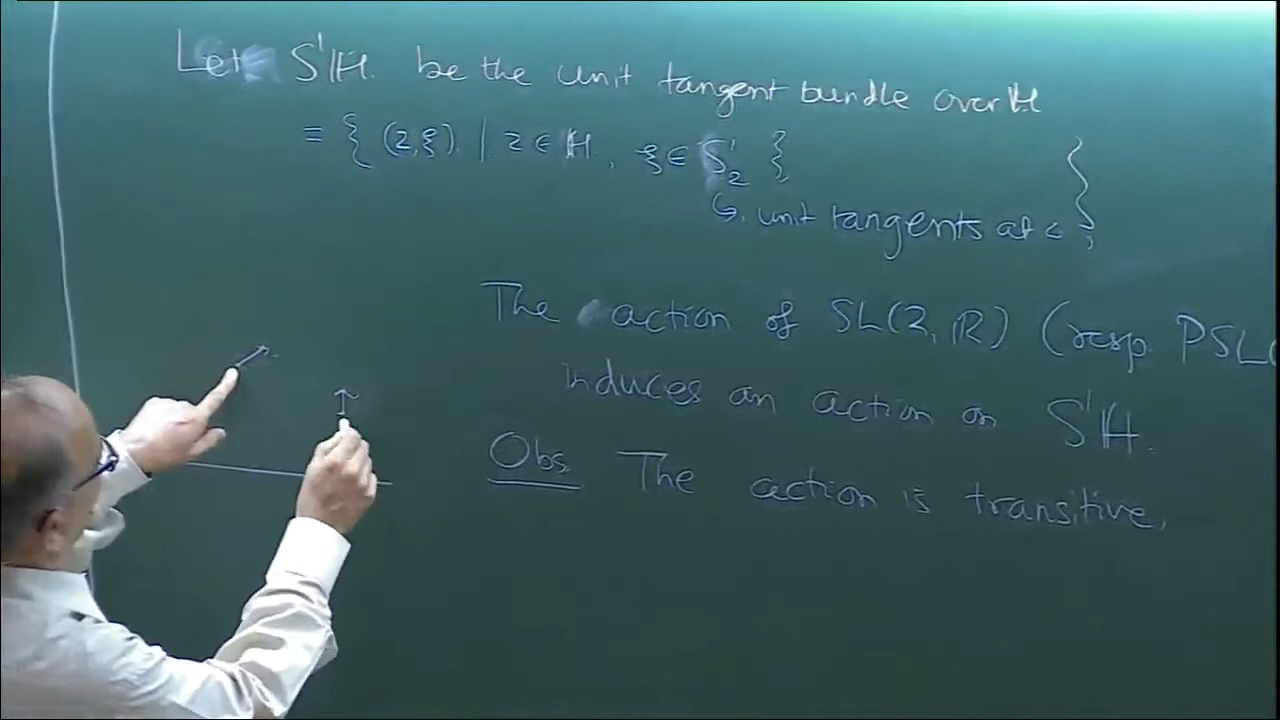 Let S¹ℍ. be the unit tangent bundle over ℍ
= { (z,ξ) | z ∈ ℍ, ξ ∈ S¹_z }
↳ unit tangents at z }
The action of SL(2,ℝ) (resp. PSL(
induces an action on S¹ℍ.
Obs The action is transitive.